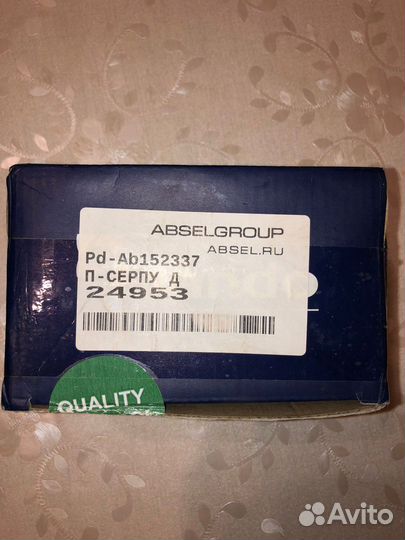 ABSELGROUP
ABSEL.RU
Pd-Ab152337
П-СЕРПУ Д
24953
QUALITY
Avito